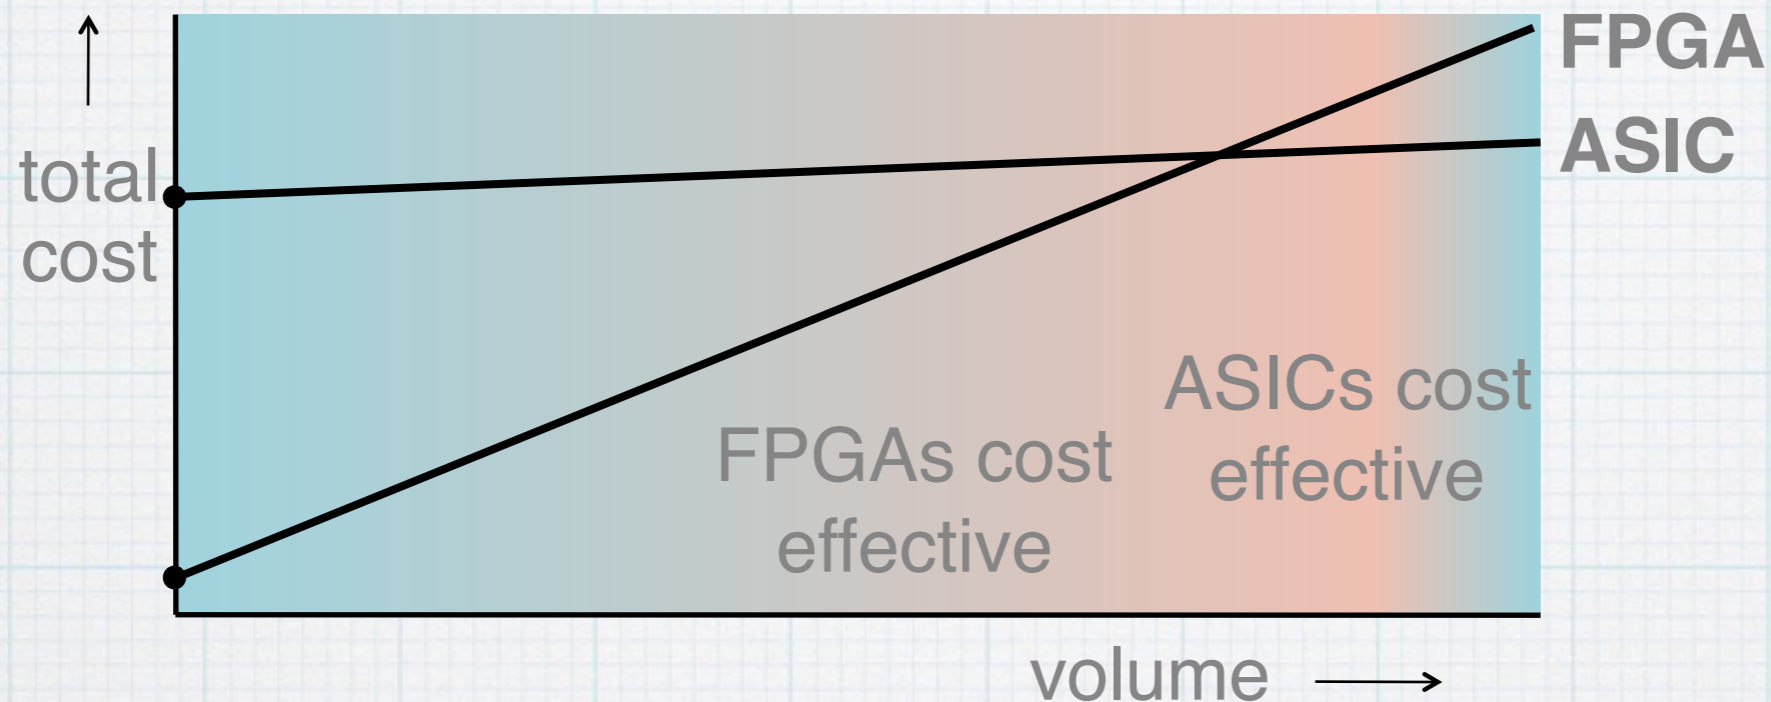 FPGA
ASIC
total
cost
ASICs cost
effective
FPGAs cost
effective
volume